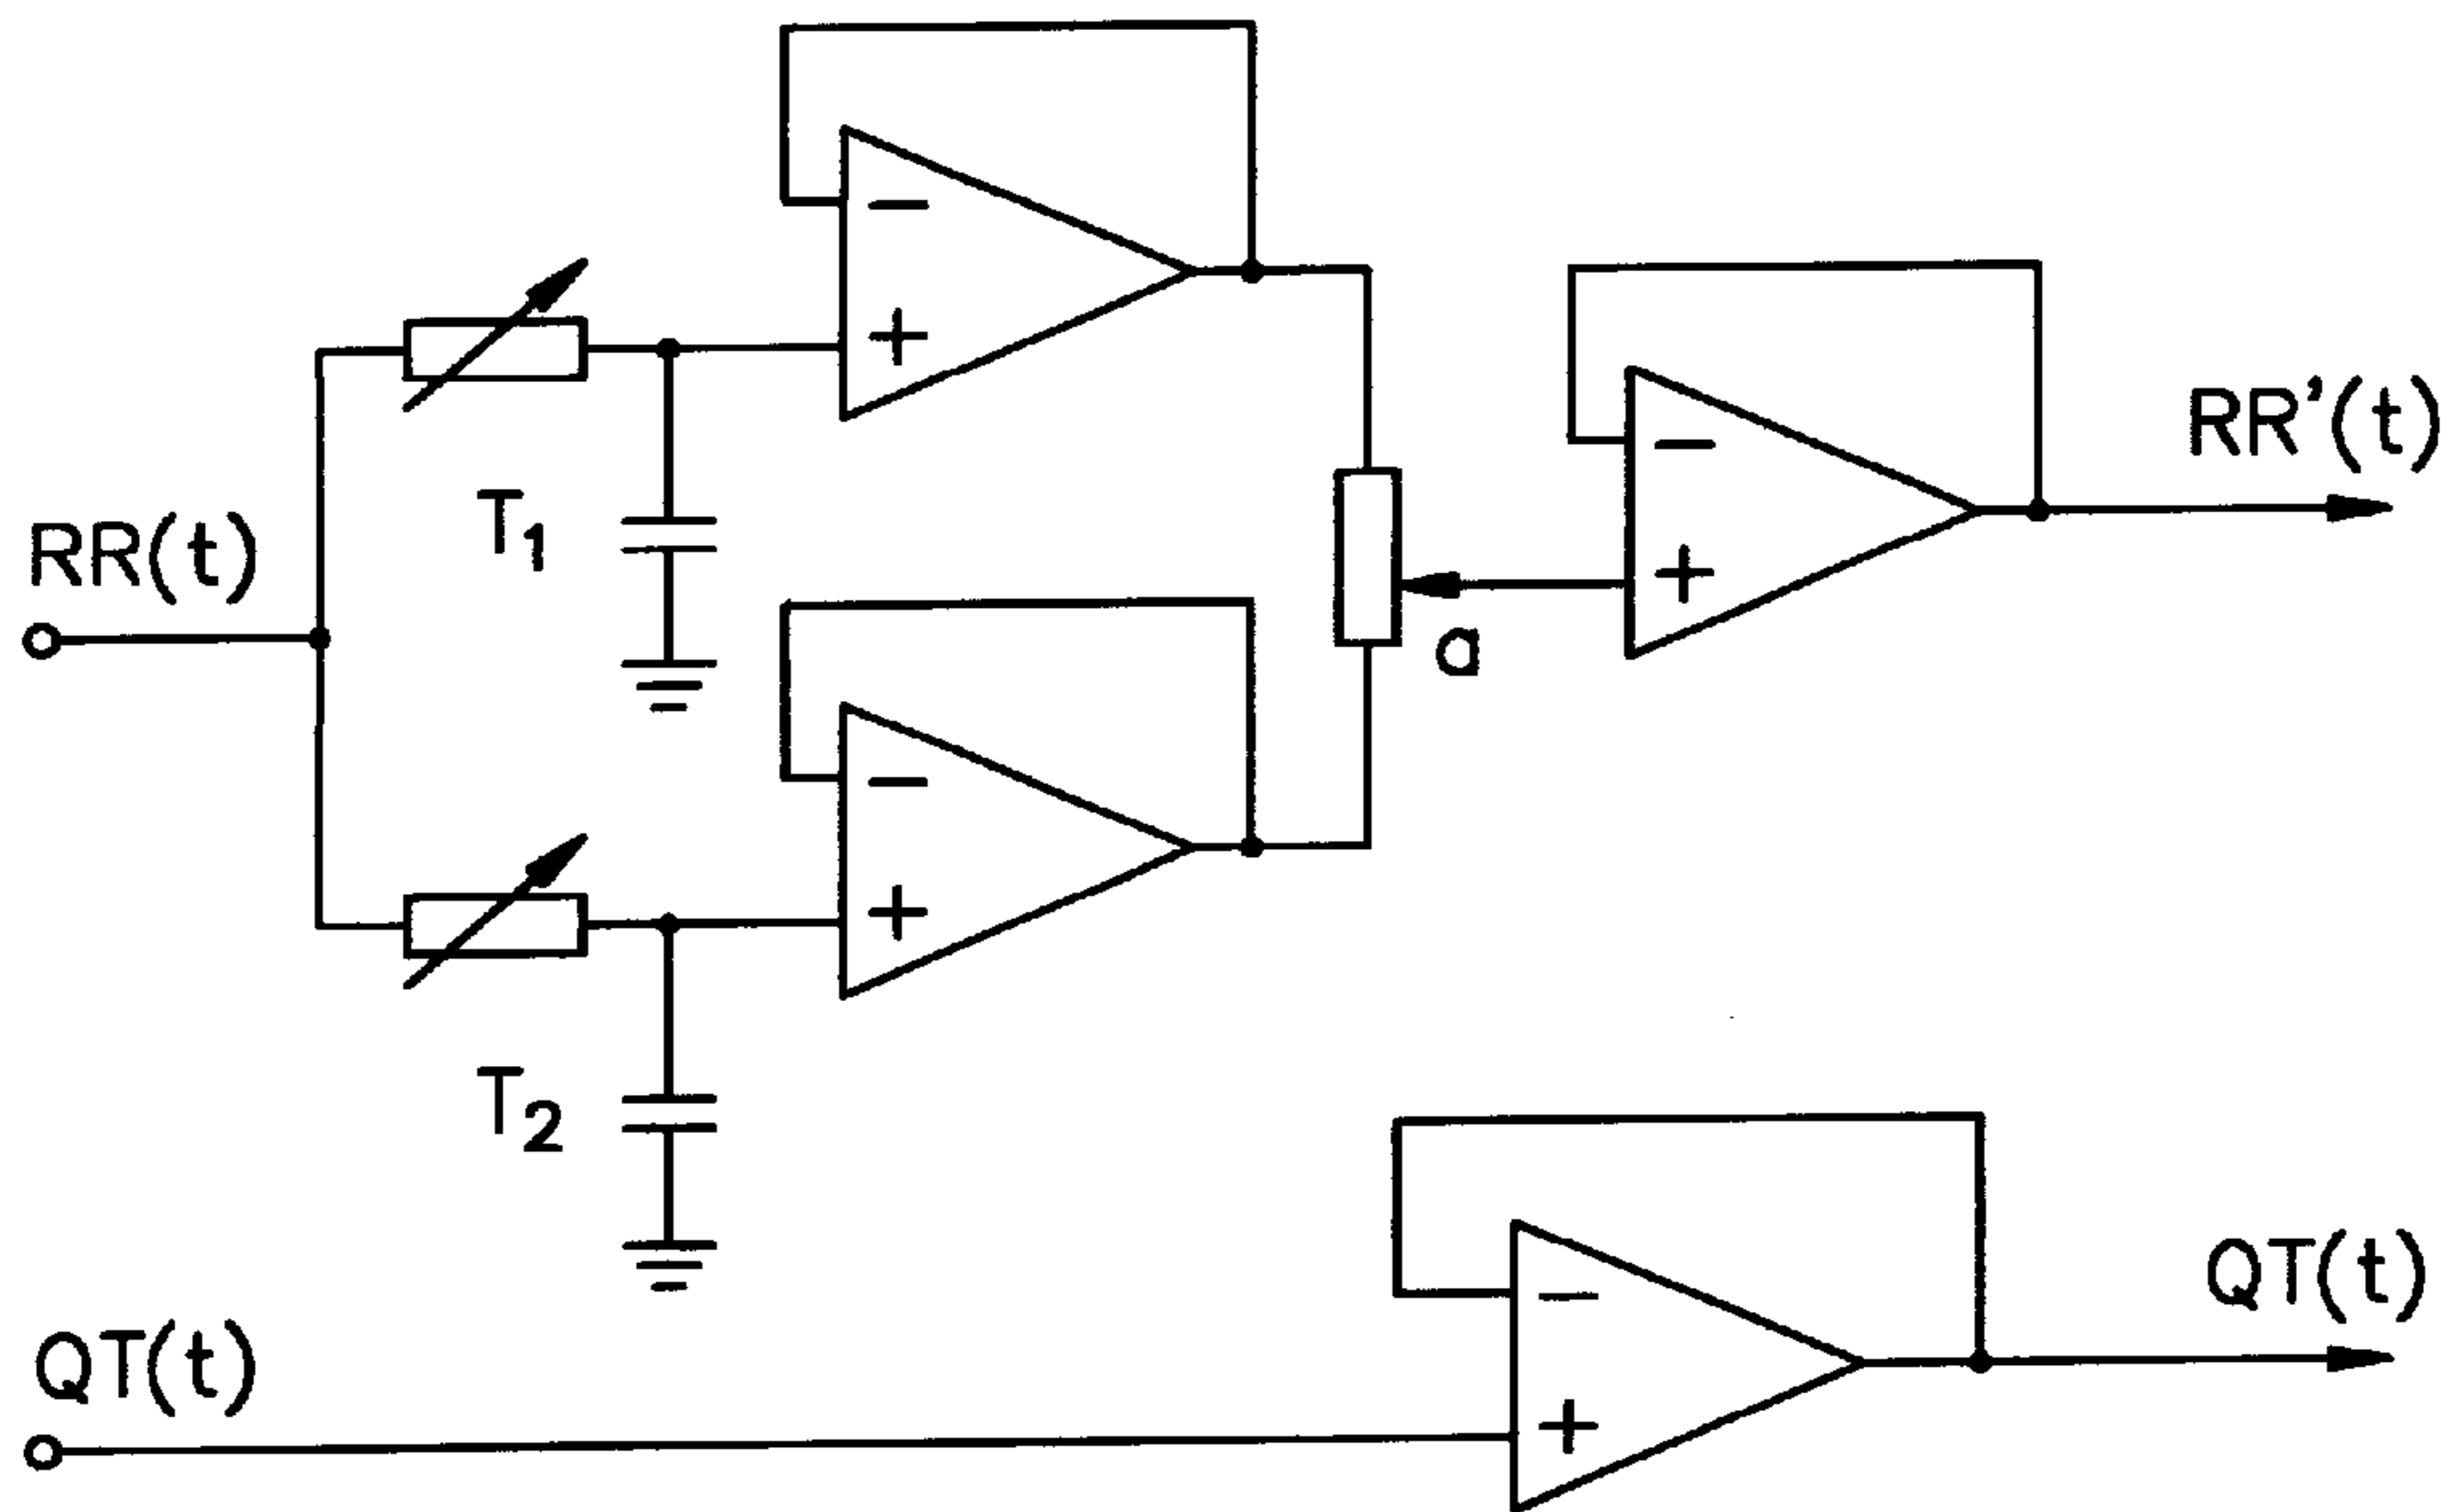 RR(t)
T1
−
+
−
+
T2
a
−
+
RR’(t)
QT(t)
−
+
QT(t)